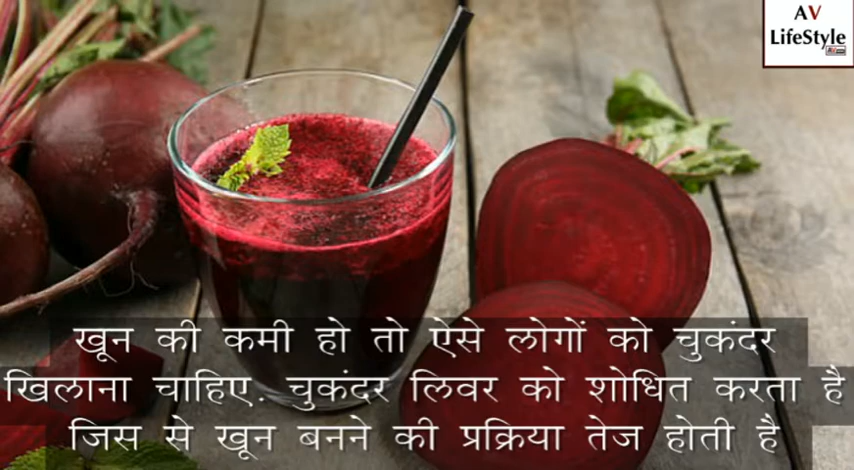 AV
LifeStyle
खून की कमी हो तो ऐसे लोगों को चुकंदर
खिलाना चाहिए. चुकंदर लिवर को शोधित करता है
जिस से खून बनने की प्रक्रिया तेज होती है